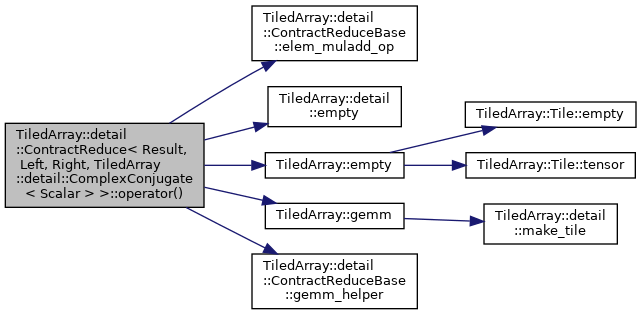 TiledArray::detail
::ContractReduce< Result,
Left, Right, TiledArray
::detail::ComplexConjugate
< Scalar > >::operator()
TiledArray::detail
::ContractReduceBase
::elem_muladd_op
TiledArray::detail
::empty
TiledArray::empty
TiledArray::Tile::empty
TiledArray::Tile::tensor
TiledArray::gemm
TiledArray::detail
::make_tile
TiledArray::detail
::ContractReduceBase
::gemm_helper